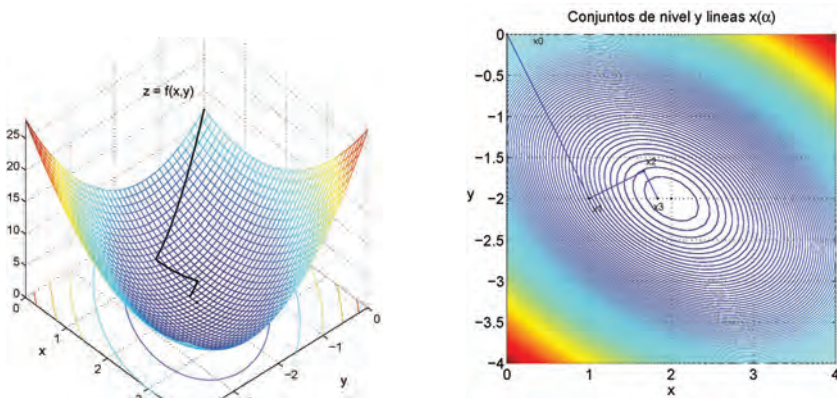 z = f(x,y)
25
20
15
10
5
0
0
1
2
x
0
−1
−2
y
Conjuntos de nivel y lineas x(α)
0
−0.5
−1
−1.5
−2
−2.5
−3
−3.5
−4
y
x0
x2
x1
x3
0
1
2
3
4
x